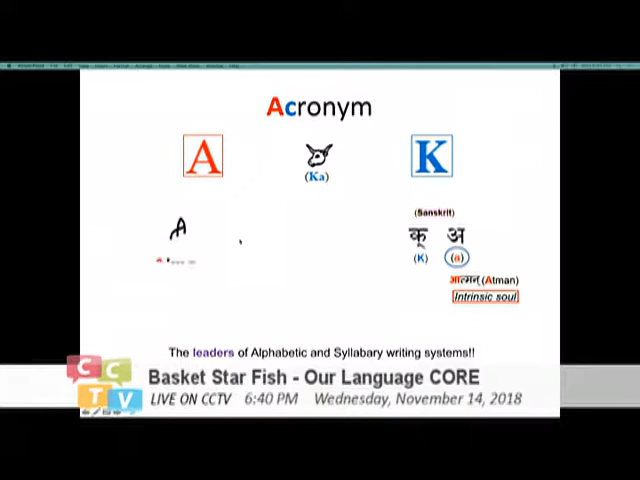 Acronym
A
K
(Ka)
(Sanskrit)
क् अ
(K) (a)
आत्मन् (Atman)
Intrinsic soul
The leaders of Alphabetic and Syllabary writing systems!!
CCTV
Basket Star Fish - Our Language CORE
LIVE ON CCTV 6:40 PM Wednesday, November 14, 2018